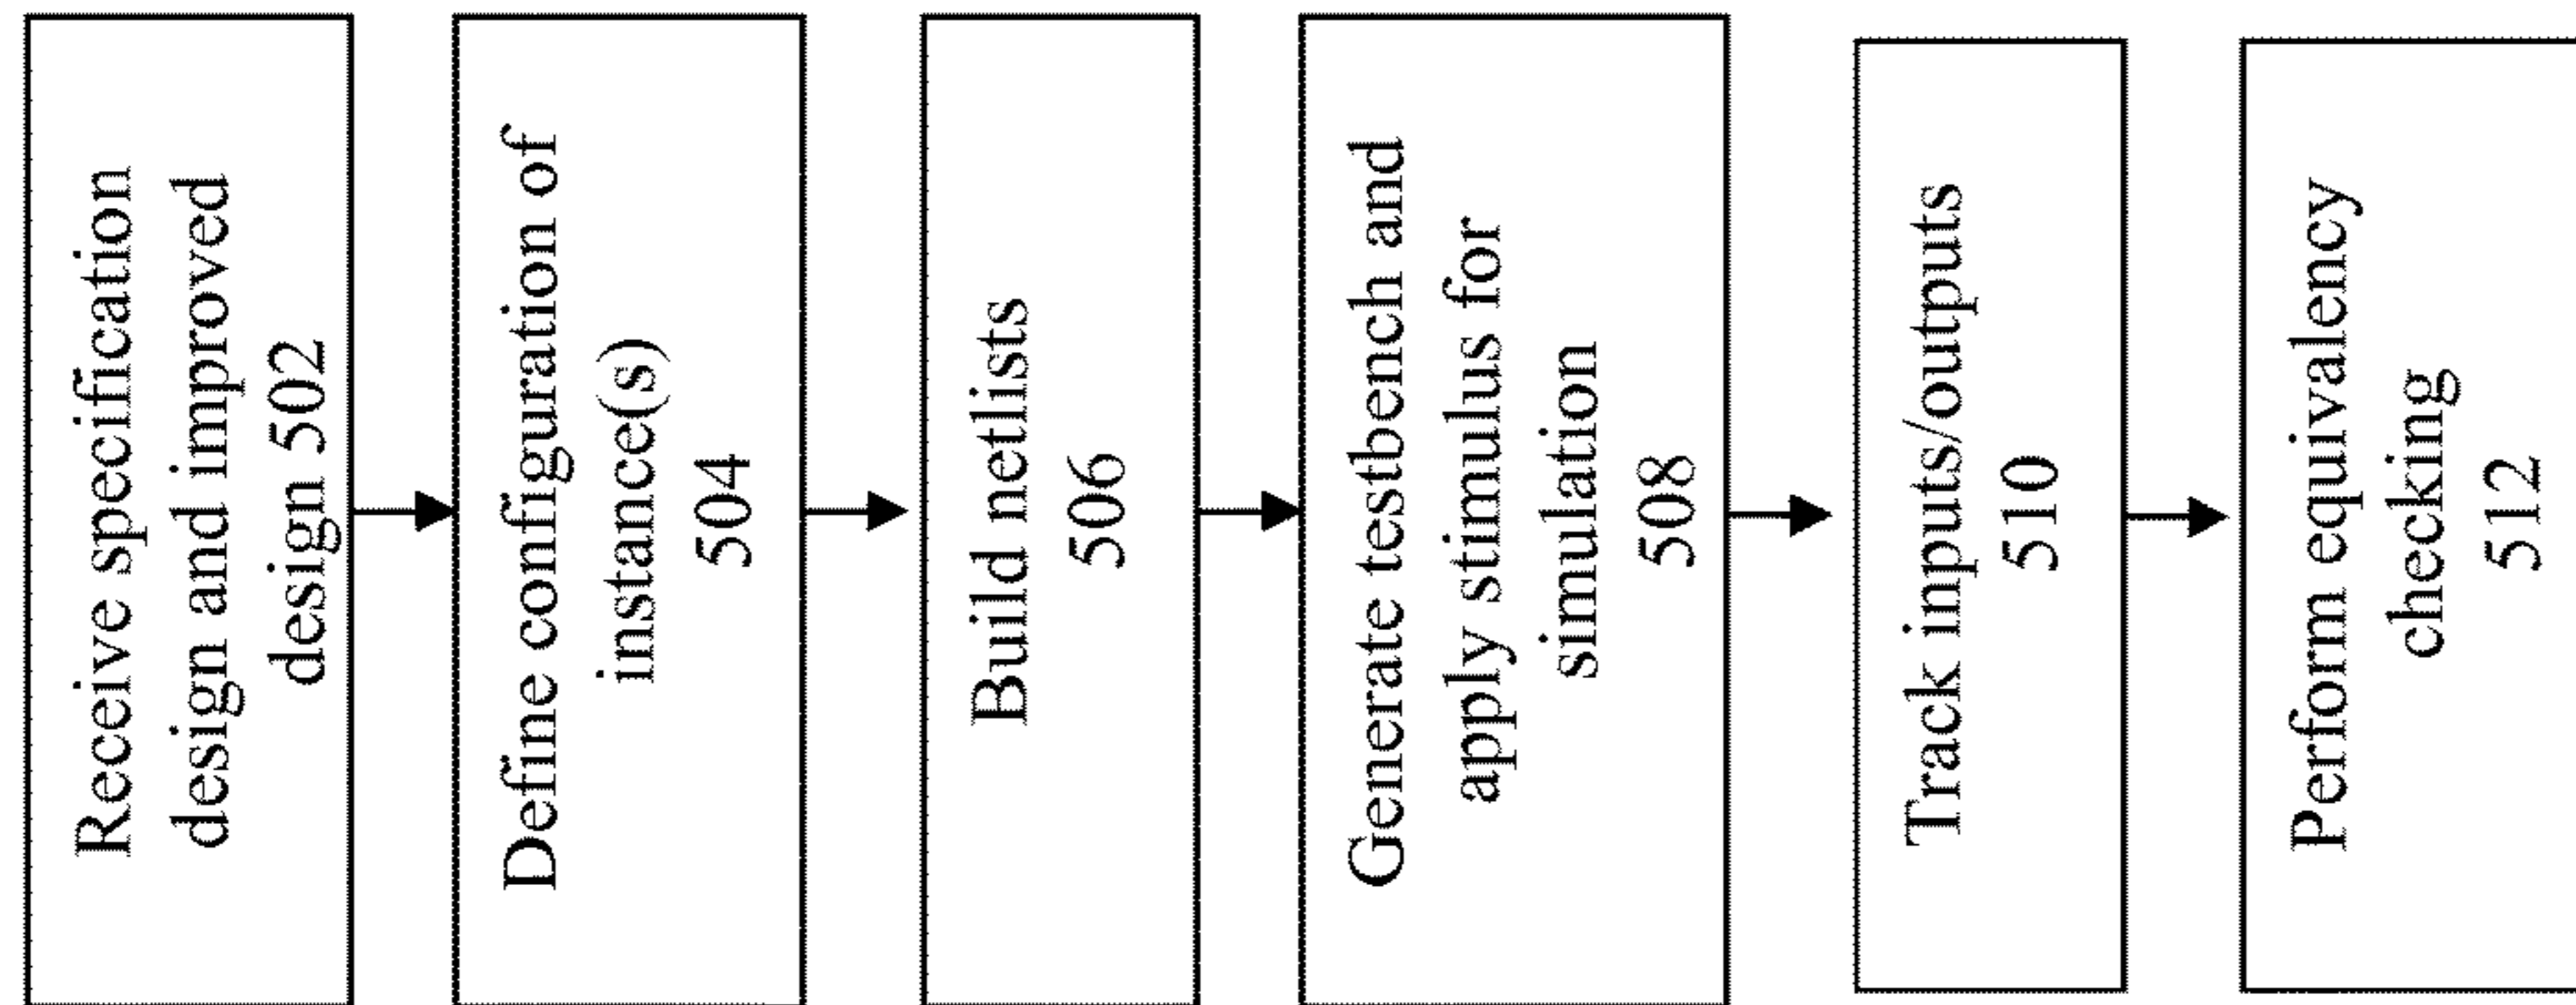 Receive specification
design and improved
design 502
Define configuration of
instance(s)
504
Build netlists
506
Generate testbench and
apply stimulus for
simulation
508
Track inputs/outputs
510
Perform equivalency
checking
512